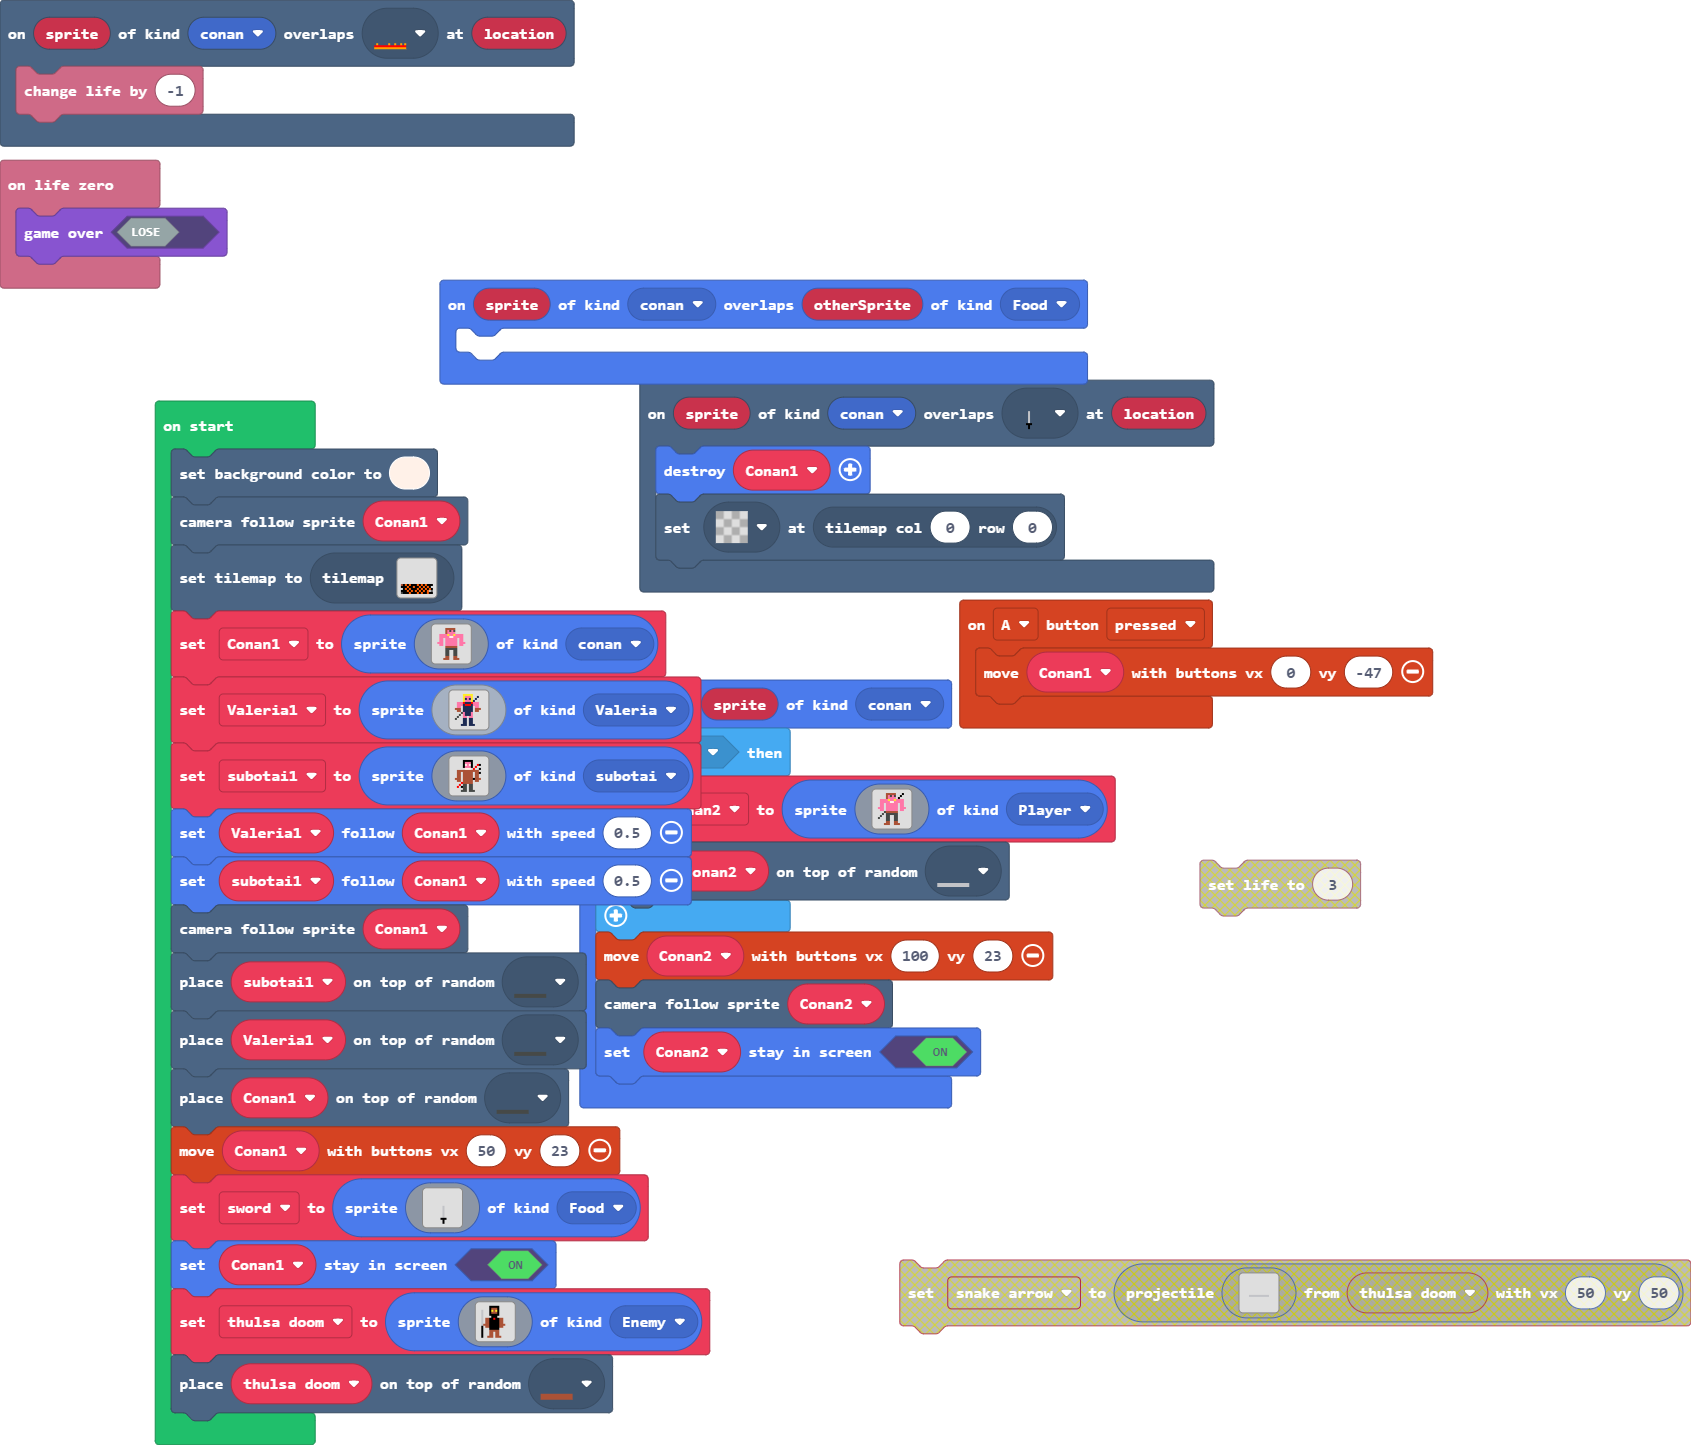 on sprite of kind conan overlaps at location
change life by -1
on life zero
game over LOSE
on sprite of kind conan overlaps otherSprite of kind Food
on sprite of kind conan overlaps at location
destroy Conan1
set at tilemap col 0 row 0
on A button pressed
move Conan1 with buttons vx 0 vy -47
on start
set background color to
camera follow sprite Conan1
set tilemap to tilemap
set Conan1 to sprite of kind conan
set Valeria1 to sprite of kind Valeria
set subotai1 to sprite of kind subotai
set Valeria1 follow Conan1 with speed 0.5
set subotai1 follow Conan1 with speed 0.5
camera follow sprite Conan1
place subotai1 on top of random
place Valeria1 on top of random
place Conan1 on top of random
move Conan1 with buttons vx 50 vy 23
set sword to sprite of kind Food
set Conan1 stay in screen ON
set thulsa doom to sprite of kind Enemy
place thulsa doom on top of random
sprite of kind conan
then
an2 to sprite of kind Player
onan2 on top of random
move Conan2 with buttons vx 100 vy 23
camera follow sprite Conan2
set Conan2 stay in screen ON
set life to 3
set snake arrow to projectile from thulsa doom with vx 50 vy 50